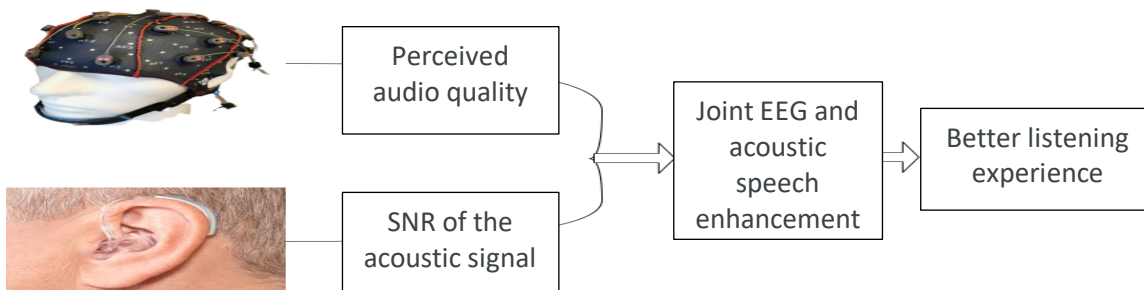 Perceived
audio quality
SNR of the
acoustic signal
Joint EEG and
acoustic
speech
enhancement
Better listening
experience